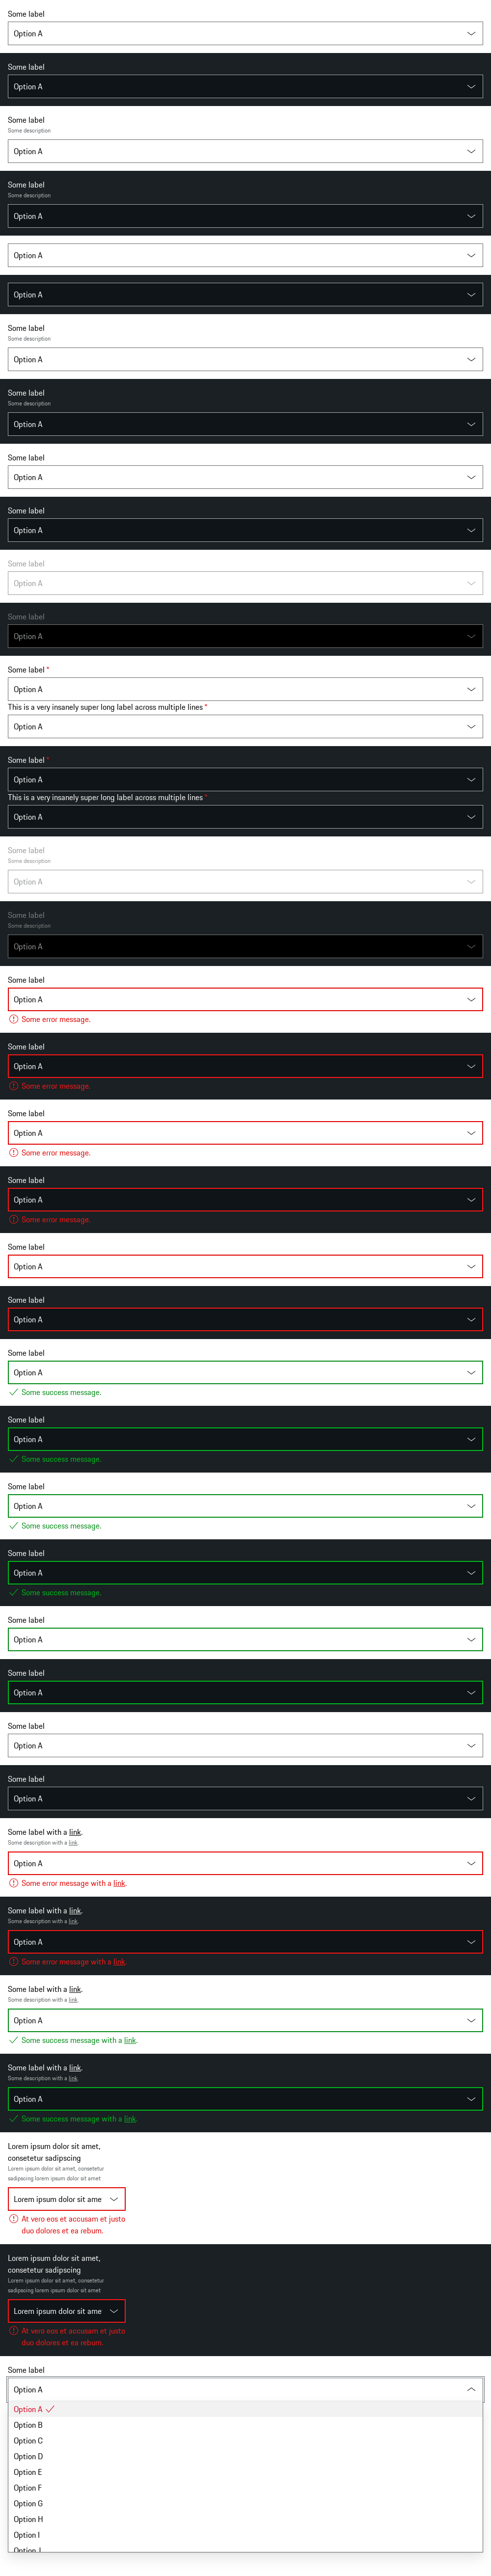 Some label
Option A
Some label
Option A
Some label
Some description
Option A
Some label
Some description
Option A
Option A
Option A
Some label
Some description
Option A
Some label
Some description
Option A
Some label
Option A
Some label
Option A
Some label
Option A
Some label
Option A
Some label *
Option A
This is a very insanely super long label across multiple lines *
Option A
Some label *
Option A
This is a very insanely super long label across multiple lines *
Option A
Some label
Some description
Option A
Some label
Some description
Option A
Some label
Option A
Some error message.
Some label
Option A
Some error message.
Some label
Option A
Some error message.
Some label
Option A
Some error message.
Some label
Option A
Some label
Option A
Some label
Option A
Some success message.
Some label
Option A
Some success message.
Some label
Option A
Some success message.
Some label
Option A
Some success message.
Some label
Option A
Some label
Option A
Some label
Option A
Some label
Option A
Some label with a link.
Some description with a link.
Option A
Some error message with a link.
Some label with a link.
Some description with a link.
Option A
Some error message with a link.
Some label with a link.
Some description with a link.
Option A
Some success message with a link.
Some label with a link.
Some description with a link.
Option A
Some success message with a link.
Lorem ipsum dolor sit amet,
consetetur sadipscing
Lorem ipsum dolor sit amet, consetetur
sadipscing lorem ipsum dolor sit amet
Lorem ipsum dolor sit ame
At vero eos et accusam et justo
duo dolores et ea rebum.
Lorem ipsum dolor sit amet,
consetetur sadipscing
Lorem ipsum dolor sit amet, consetetur
sadipscing lorem ipsum dolor sit amet
Lorem ipsum dolor sit ame
At vero eos et accusam et justo
duo dolores et ea rebum.
Some label
Option A
Option A
Option B
Option C
Option D
Option E
Option F
Option G
Option H
Option I
Option J